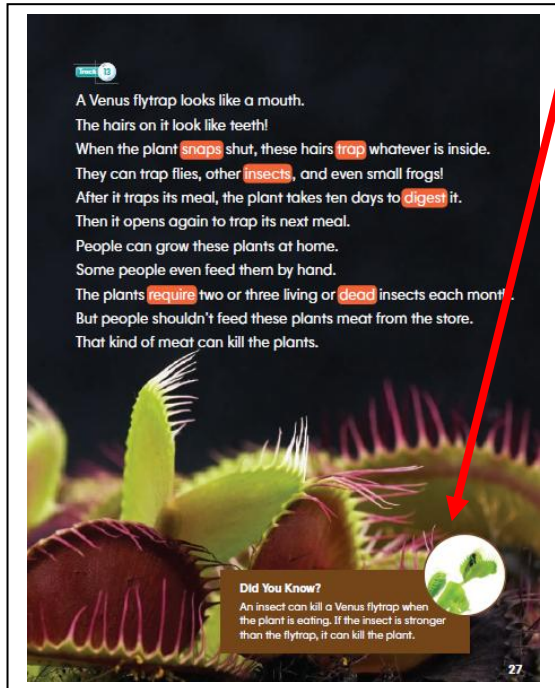 Track 13
A Venus flytrap looks like a mouth.
The hairs on it look like teeth!
When the plant snaps shut, these hairs trap whatever is inside.
They can trap flies, other insects, and even small frogs!
After it traps its meal, the plant takes ten days to digest it.
Then it opens again to trap its next meal.
People can grow these plants at home.
Some people even feed them by hand.
The plants require two or three living or dead insects each month.
But people shouldn't feed these plants meat from the store.
That kind of meat can kill the plants.
Did You Know?
An insect can kill a Venus flytrap when
the plant is eating. If the insect is stronger
than the flytrap, it can kill the plant.
27